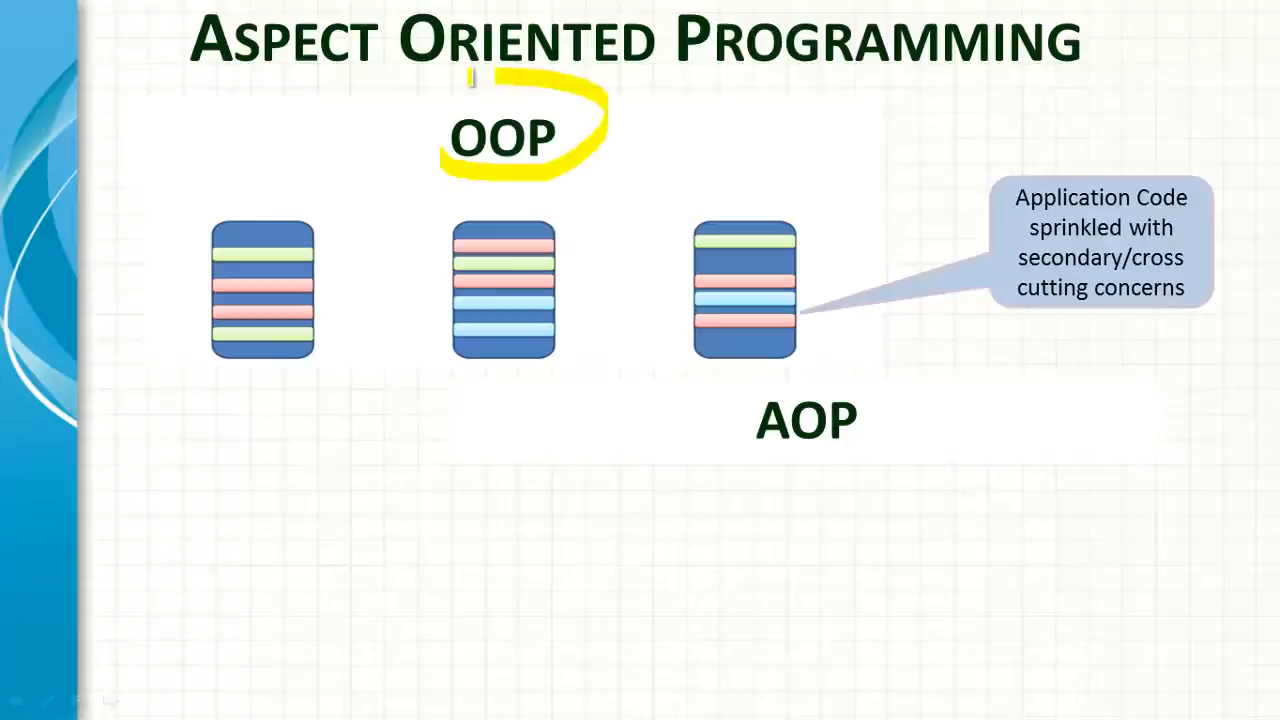 ASPECT ORIENTED PROGRAMMING
OOP
Application Code
sprinkled with
secondary/cross
cutting concerns
AOP